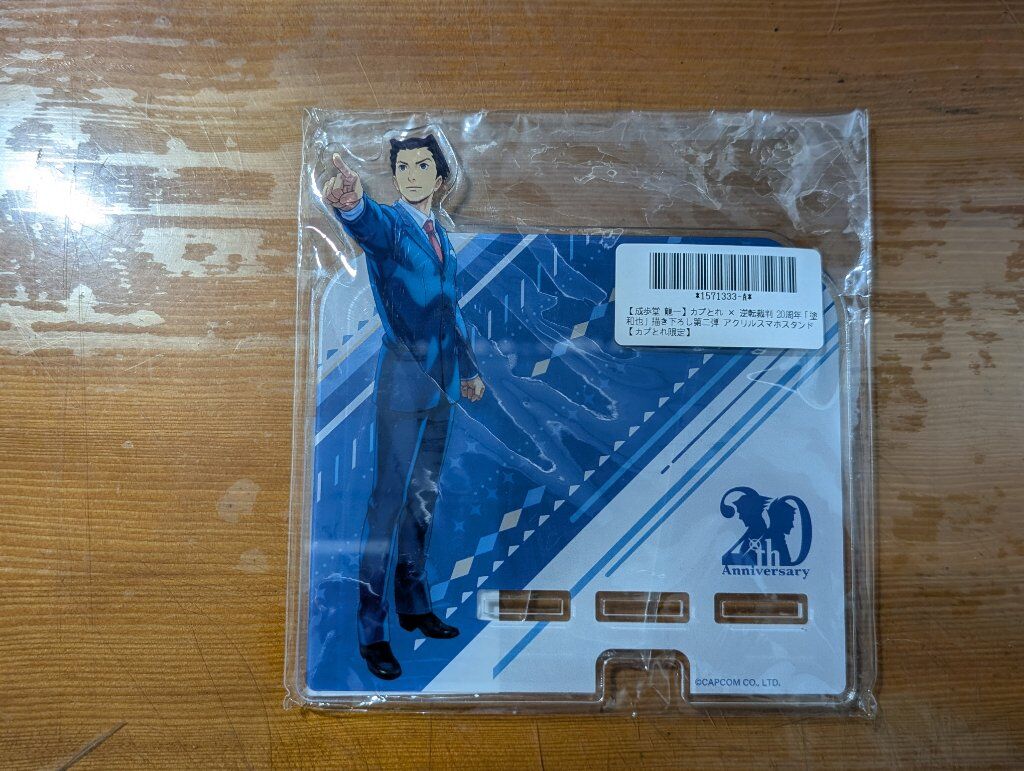 *1571333-A*
【成歩堂 龍一】カプとれ × 逆転裁判 20周年「塗
和也」描き下ろし第二弾 アクリルスマホスタンド
【カプとれ限定】
20th
Anniversary
©CAPCOM CO., LTD.